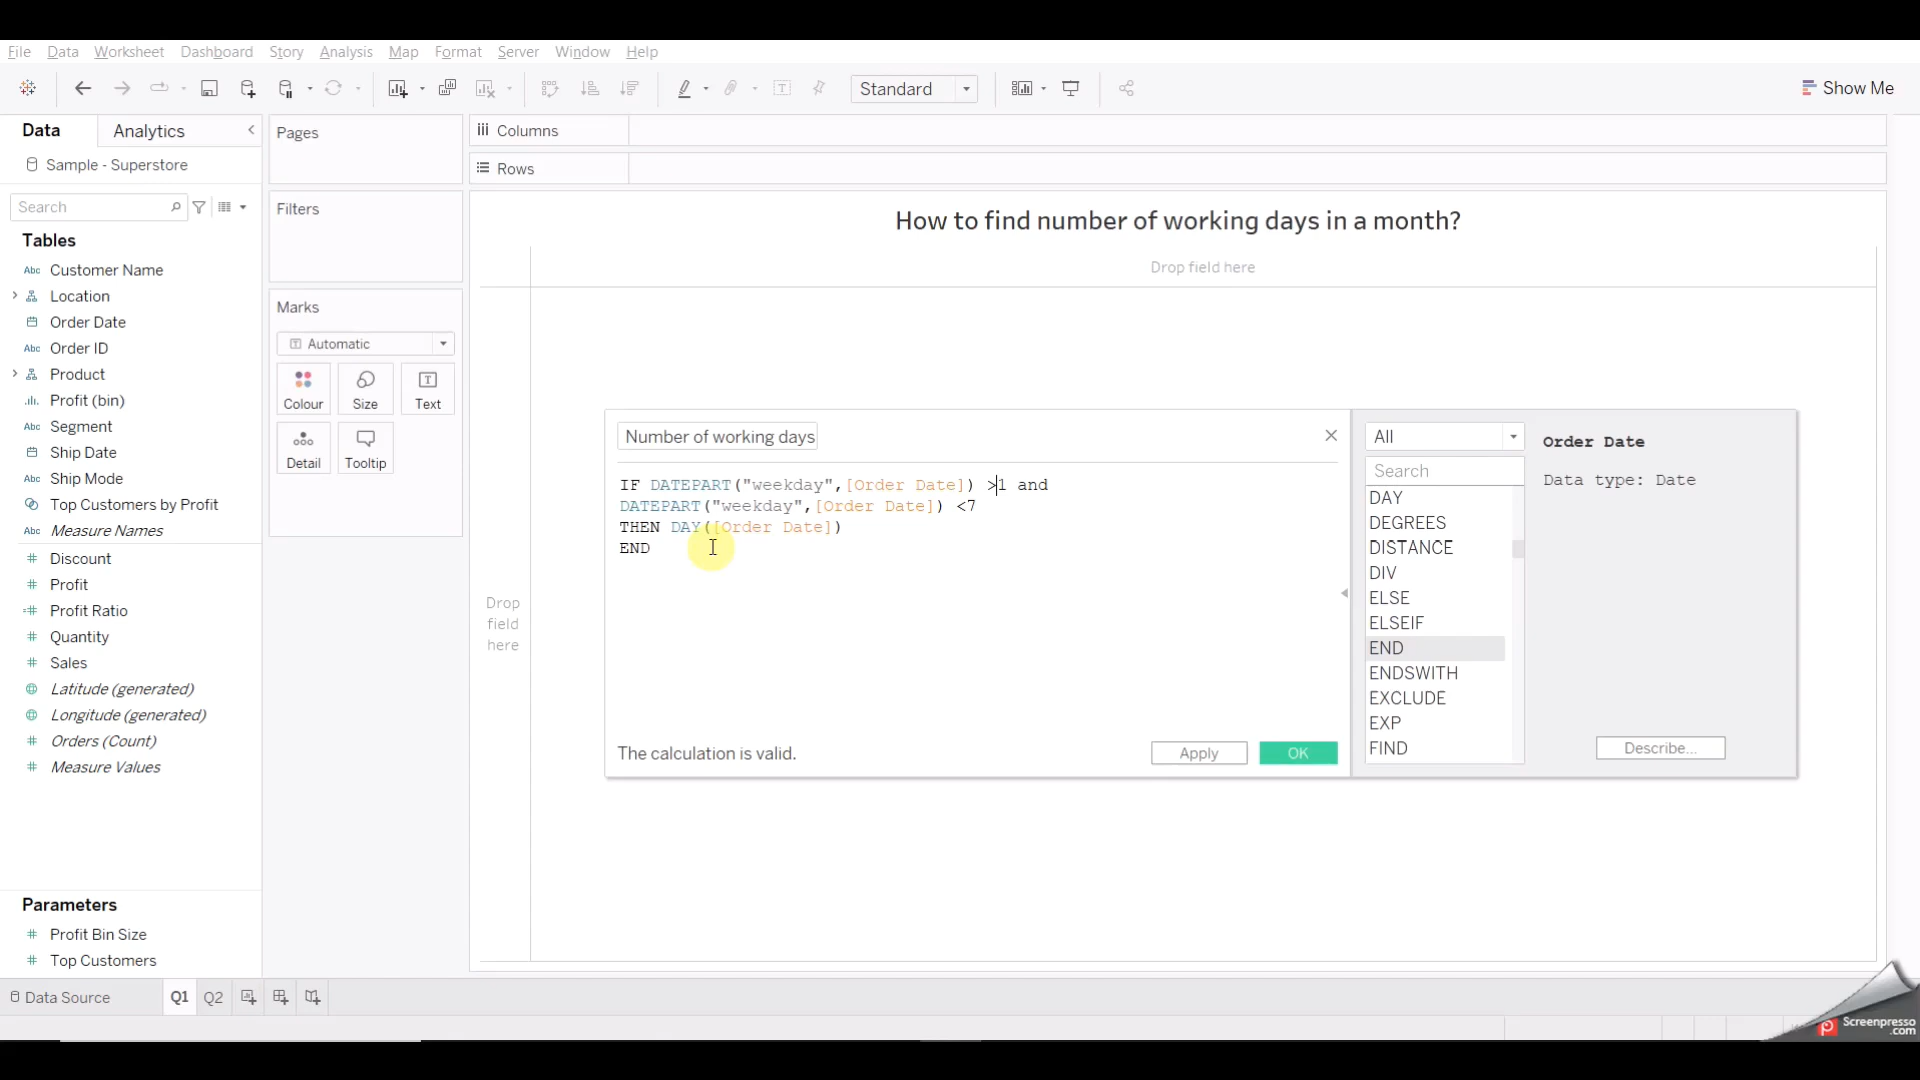 File Data Worksheet Dashboard Story Analysis Map Format Server Window Help
Standard
Show Me
Data Analytics
Sample - Superstore
Search
Tables
Abc Customer Name
Location
Order Date
Abc Order ID
Product
Profit (bin)
Abc Segment
Ship Date
Abc Ship Mode
Top Customers by Profit
Abc Measure Names
# Discount
# Profit
=# Profit Ratio
# Quantity
# Sales
Latitude (generated)
Longitude (generated)
# Orders (Count)
# Measure Values
Parameters
# Profit Bin Size
# Top Customers
Pages
Filters
Marks
Automatic
Colour Size Text
Detail Tooltip
Columns
Rows
How to find number of working days in a month?
Drop field here
Drop
field
here
Number of working days
IF DATEPART("weekday",[Order Date]) >1 and
DATEPART("weekday",[Order Date]) <7
THEN DAY([Order Date])
END
The calculation is valid.
Apply OK
All
Search
DAY
DEGREES
DISTANCE
DIV
ELSE
ELSEIF
END
ENDSWITH
EXCLUDE
EXP
FIND
Order Date
Data type: Date
Describe...
Data Source Q1 Q2
Screenpresso
.com